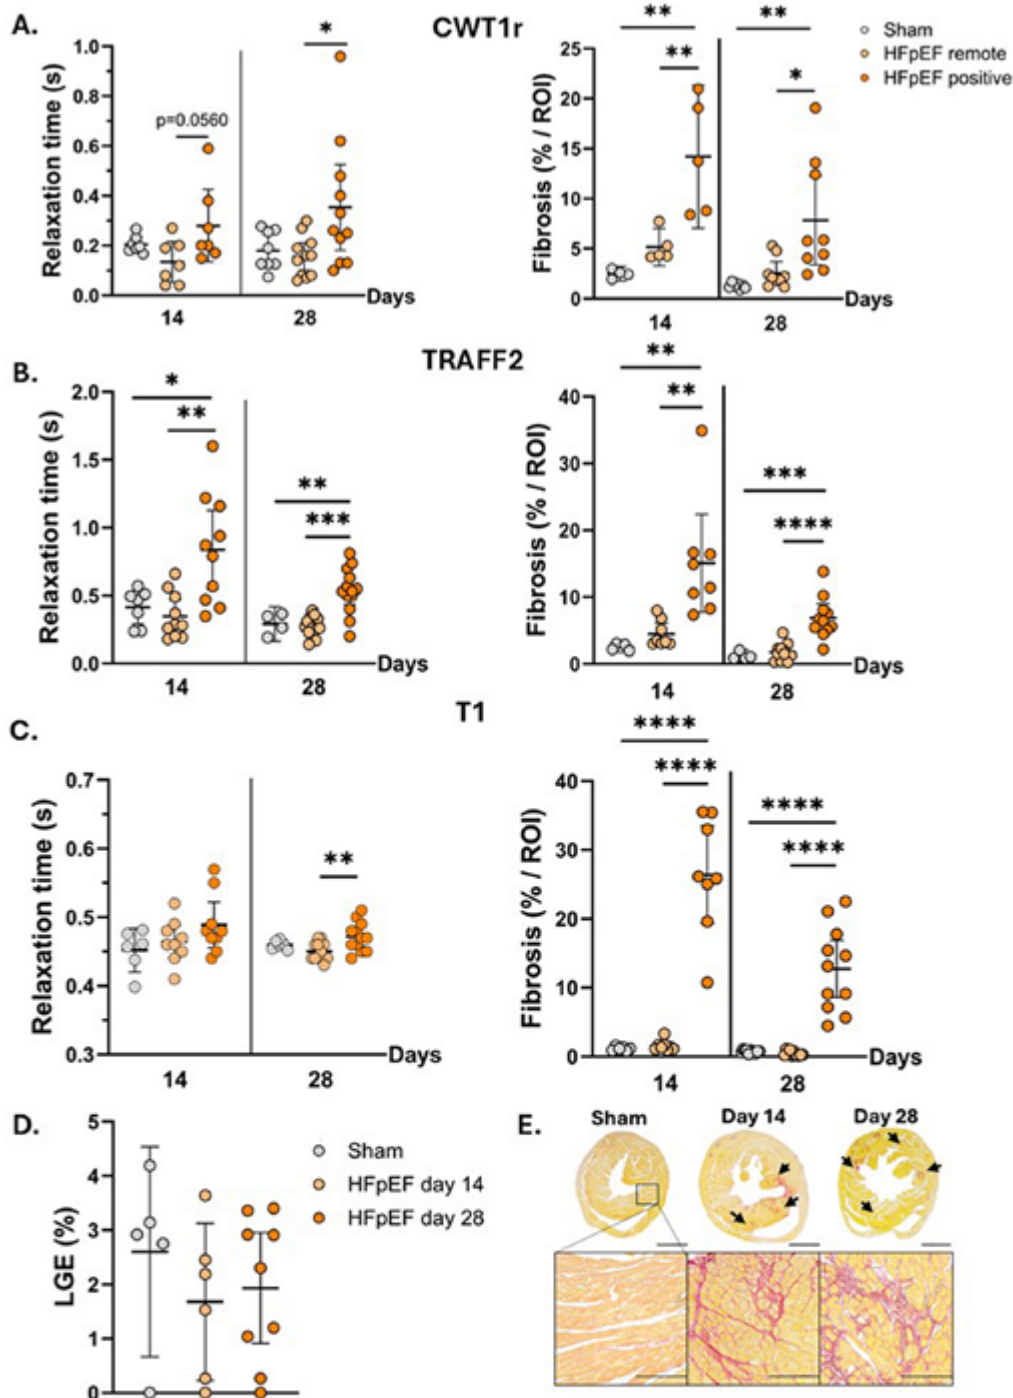 A.
CWT1r
Sham
HFpEF remote
HFpEF positive
Relaxation time (s)
1.0
0.8
0.6
0.4
0.2
0.0
p=0.0560
*
14
28
Days
Fibrosis (% / ROI)
25
20
15
10
5
0
**
**
**
*
14
28
Days
B.
TRAFF2
Relaxation time (s)
2.0
1.5
1.0
0.5
0.0
*
**
**
***
14
28
Days
Fibrosis (% / ROI)
40
30
20
10
0
**
**
***
****
14
28
Days
C.
T1
Relaxation time (s)
0.7
0.6
0.5
0.4
0.3
**
14
28
Days
Fibrosis (% / ROI)
40
30
20
10
0
****
****
****
****
14
28
Days
D.
LGE (%)
5
4
3
2
1
0
Sham
HFpEF day 14
HFpEF day 28
E.
Sham
Day 14
Day 28